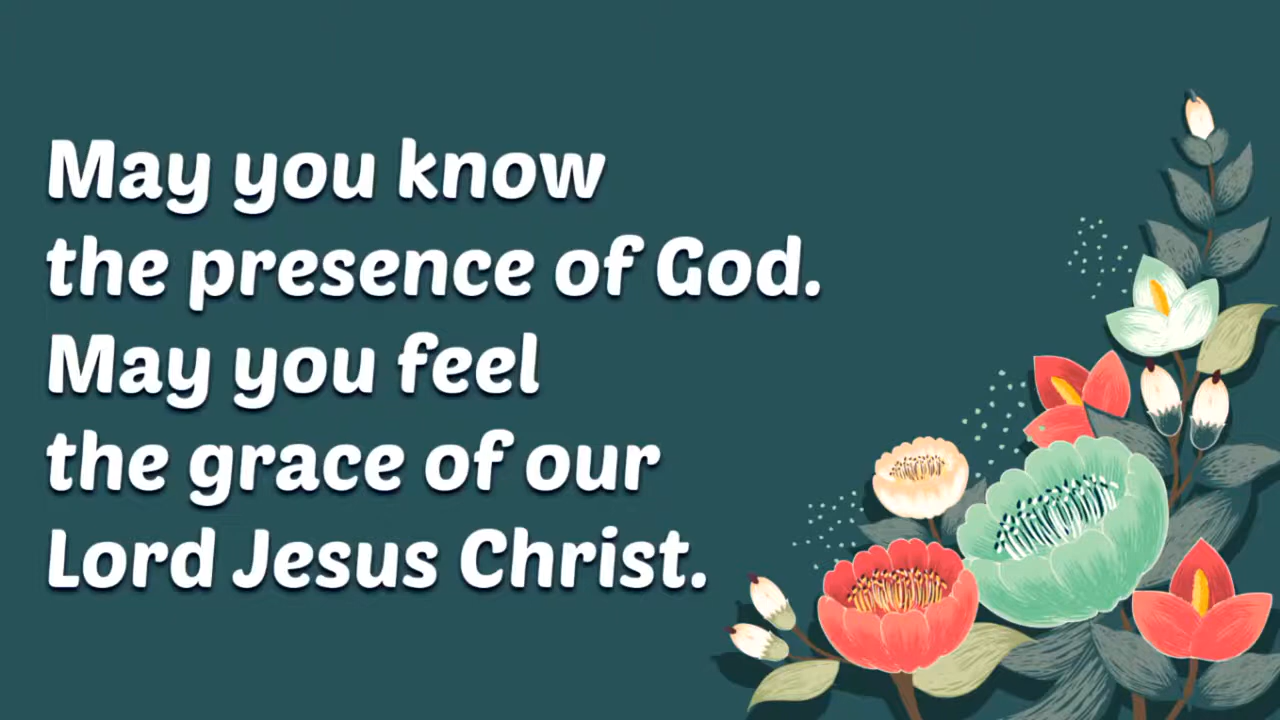 May you know
the presence of God.
May you feel
the grace of our
Lord Jesus Christ.